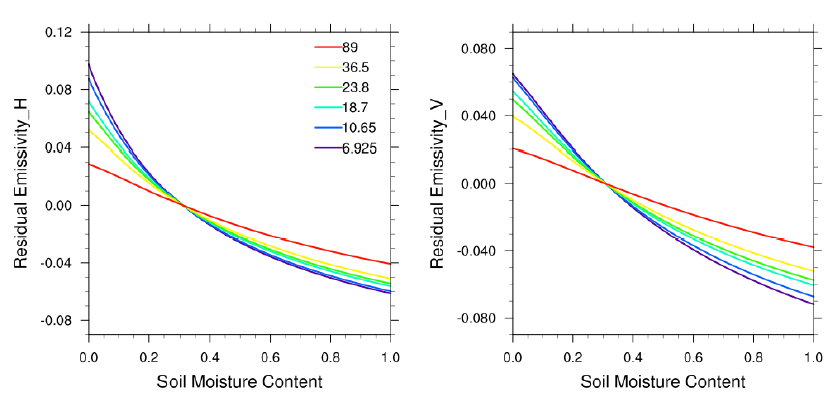 0.12
0.08
0.04
0.00
-0.04
-0.08
Residual Emissivity_H
89
36.5
23.8
18.7
10.65
6.925
0.0 0.2 0.4 0.6 0.8 1.0
Soil Moisture Content
0.080
0.040
0.000
-0.040
-0.080
Residual Emissivity_V
0.0 0.2 0.4 0.6 0.8 1.0
Soil Moisture Content